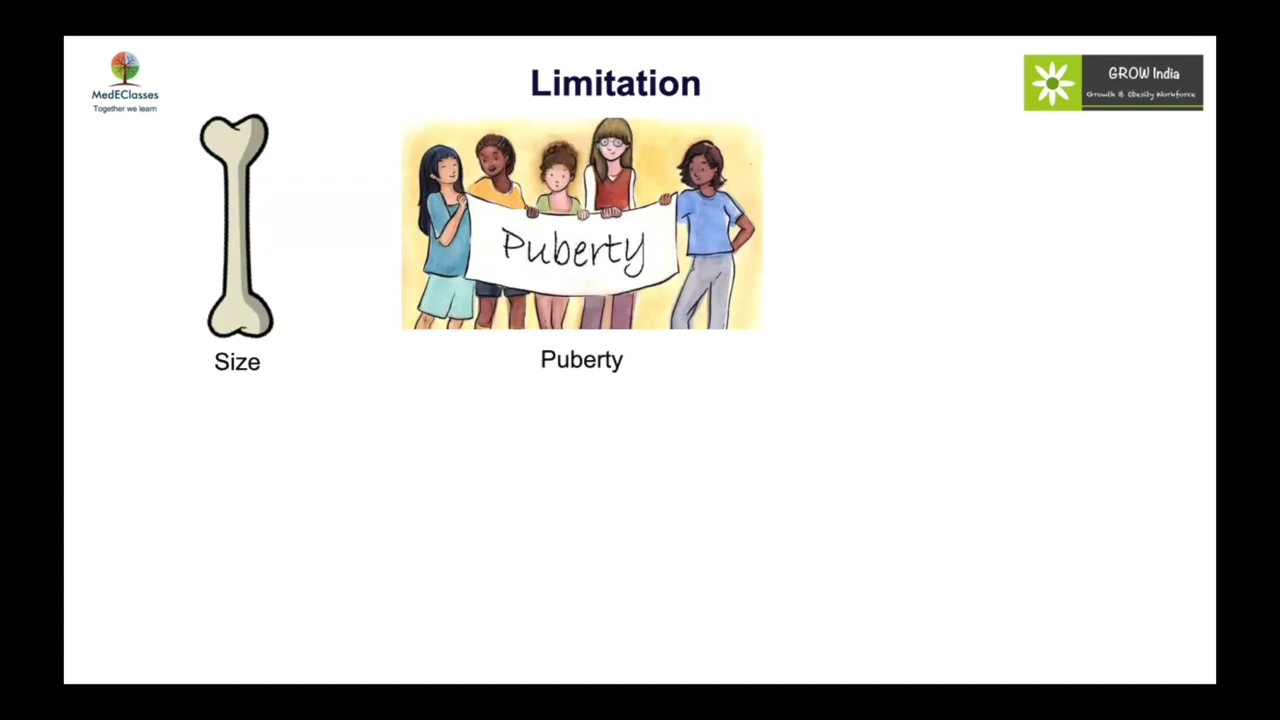 MedEClasses
Together we learn
Limitation
GROW India
Growth & Obesity Workforce
Puberty
Size
Puberty